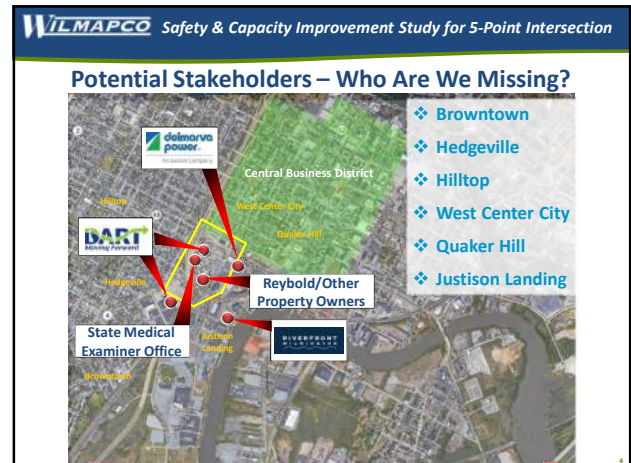 WILMAPCO Safety & Capacity Improvement Study for 5-Point Intersection
Potential Stakeholders – Who Are We Missing?
delmarva
power
Central Business District
Hilltop
West Center City
Quaker Hill
DART
Moving Forward
Hedgeville
Reybold/Other
Property Owners
State Medical
Examiner Office
Justison
Landing
RIVERFRONT
WILMINGTON
Browntown
❖ Browntown
❖ Hedgeville
❖ Hilltop
❖ West Center City
❖ Quaker Hill
❖ Justison Landing
4